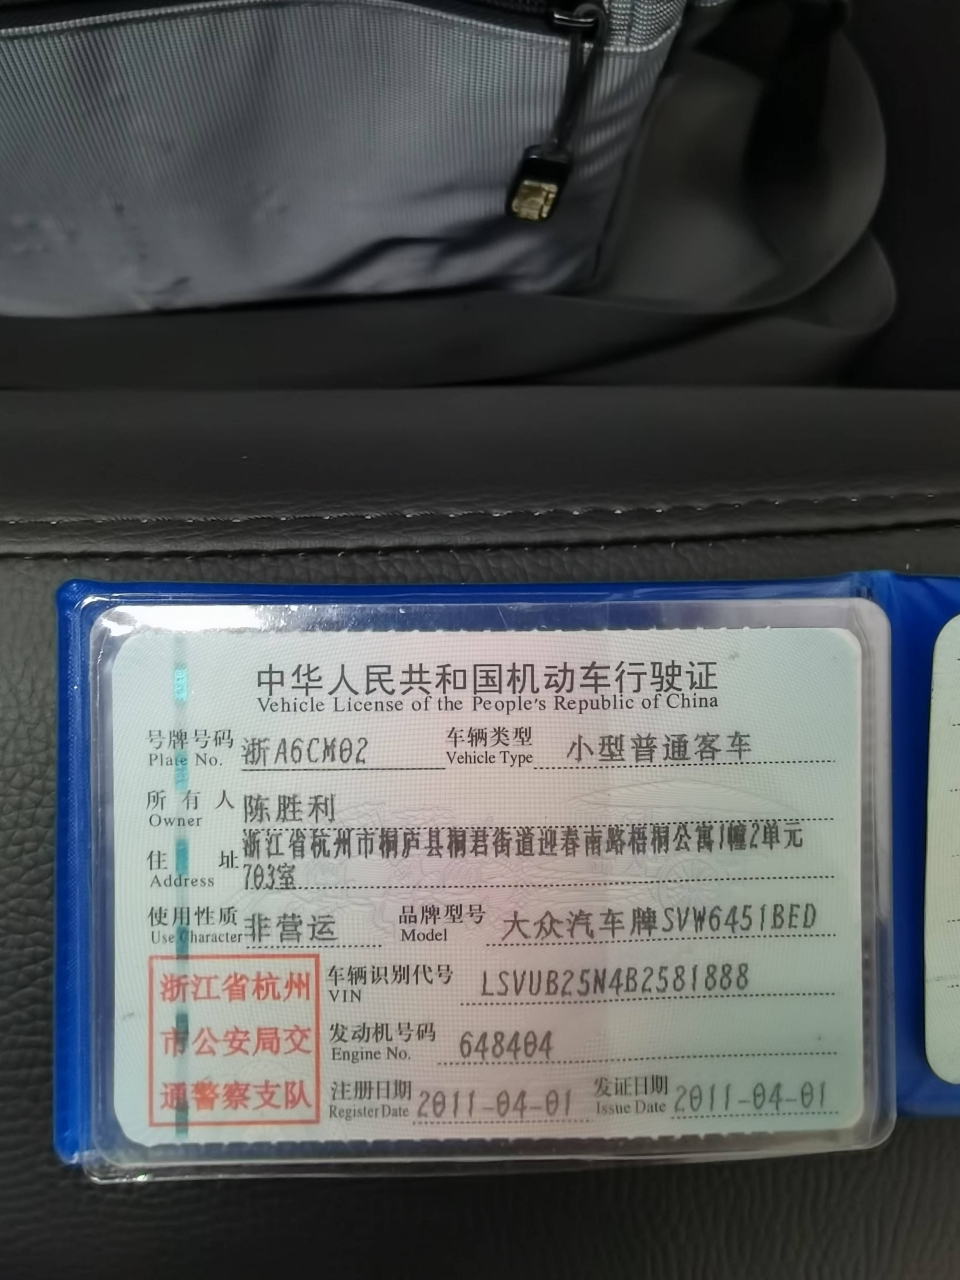 中华人民共和国机动车行驶证
Vehicle License of the People's Republic of China
号牌号码 浙A6CM02 车辆类型 小型普通客车
Plate No. Vehicle Type
所有人 陈胜利
Owner
浙江省杭州市桐庐县桐君街道迎春南路梧桐公寓1幢2单元
住址 703室
Address
使用性质 非营运 品牌型号 大众汽车牌SVW6451BED
Use Character Model
浙江省杭州 车辆识别代号 LSVUB25N4B2581888
VIN
市公安局交 发动机号码 648404
Engine No.
通警察支队 注册日期 2011-04-01 发证日期 2011-04-01
Register Date Issue Date